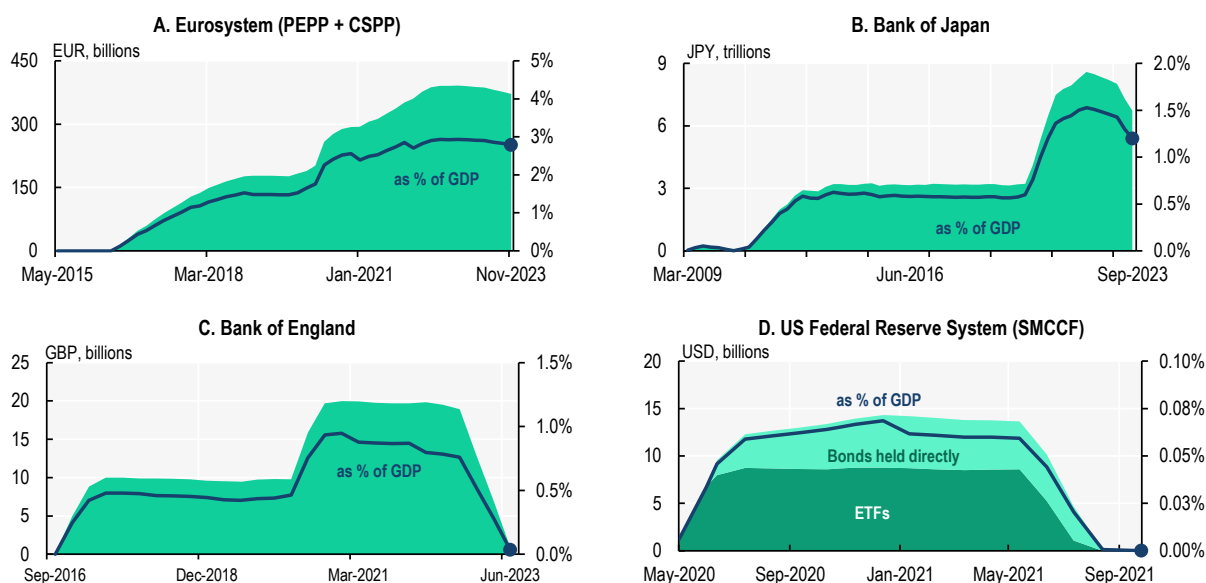 A. Eurosystem (PEPP + CSPP)
EUR, billions
450
300
150
0
5%
4%
3%
2%
1%
0%
as % of GDP
May-2015
Mar-2018
Jan-2021
Nov-2023
B. Bank of Japan
JPY, trillions
9
6
3
0
2.0%
1.5%
1.0%
0.5%
0.0%
as % of GDP
Mar-2009
Jun-2016
Sep-2023
C. Bank of England
GBP, billions
25
20
15
10
5
0
1.5%
1.0%
0.5%
0.0%
as % of GDP
Sep-2016
Dec-2018
Mar-2021
Jun-2023
D. US Federal Reserve System (SMCCF)
USD, billions
20
15
10
5
0
0.10%
0.08%
0.05%
0.03%
0.00%
as % of GDP
Bonds held directly
ETFs
May-2020
Sep-2020
Jan-2021
May-2021
Sep-2021